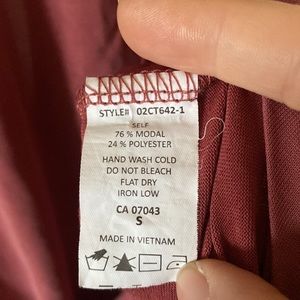 STYLE# 02CT642-1
SELF
76 % MODAL
24 % POLYESTER
HAND WASH COLD
DO NOT BLEACH
FLAT DRY
IRON LOW
CA 07043
S
MADE IN VIETNAM